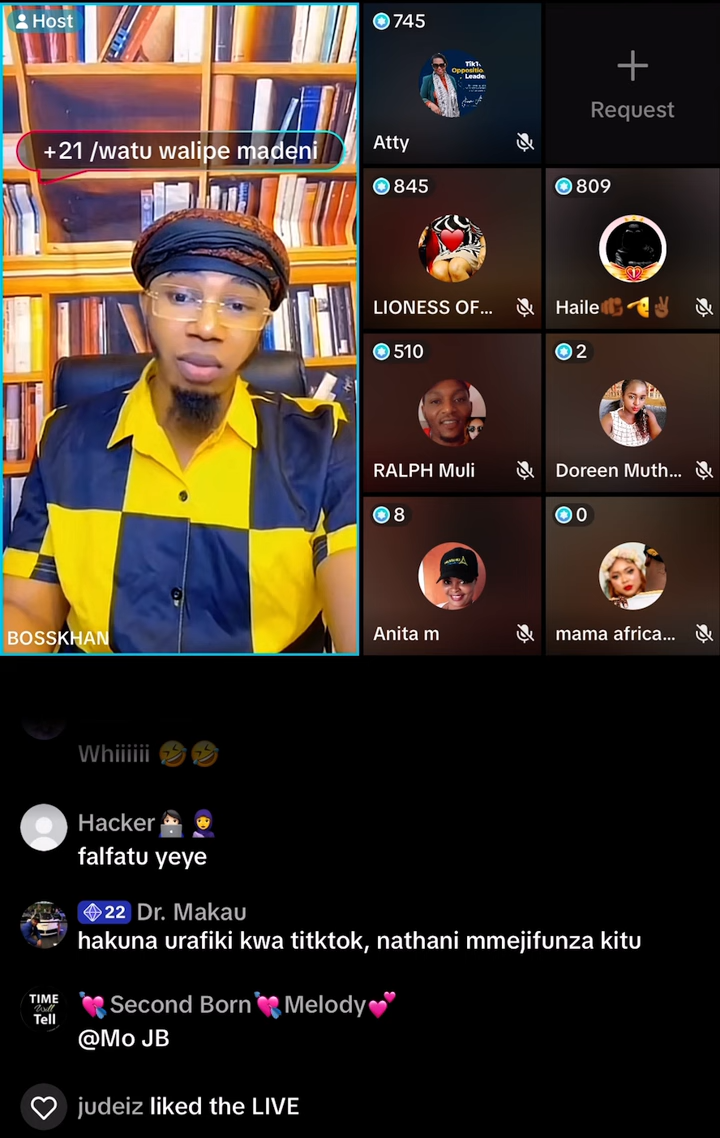 Host
+21 /watu walipe madeni
BOSSKHAN
745
Atty
Request
845
LIONESS OF...
809
Haile🤛🏾🫲✌🏾
510
RALPH Muli
2
Doreen Muth...
8
Anita m
0
mama africa...
Whiiiiii 🤣🤣
Hacker👩🏻‍💻🧕
falfatu yeye
22 Dr. Makau
hakuna urafiki kwa titktok, nathani mmejifunza kitu
TIME
Will
Tell
💘Second Born💘Melody💕
@Mo JB
judeiz liked the LIVE